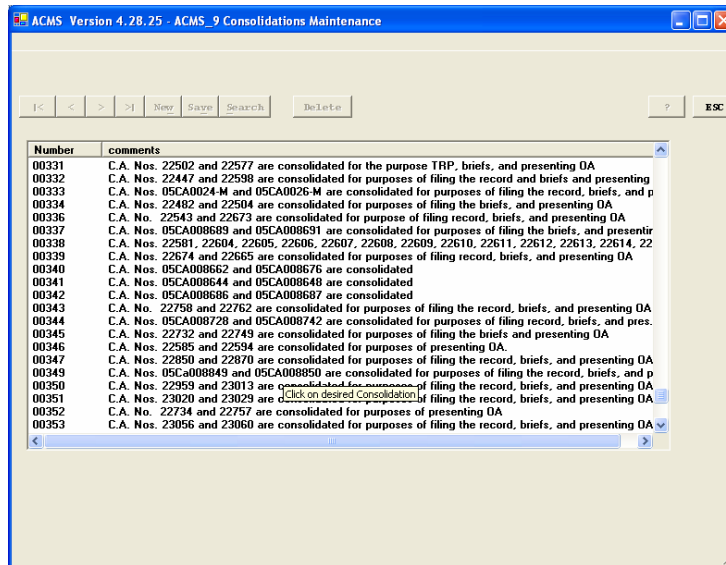 ACMS Version 4.28.25 - ACMS_9 Consolidations Maintenance
|< < > >| New Save Search Delete ? ESC
Number comments
00331 C.A. Nos. 22502 and 22577 are consolidated for the purpose TRP, briefs, and presenting OA
00332 C.A. Nos. 22447 and 22598 are consolidated for purposes of filing the record and briefs and presenting
00333 C.A. Nos. 05CA0024-M and 05CA0026-M are consolidated for purposes of filing the record, briefs, and p
00334 C.A. Nos. 22482 and 22504 are consolidated for purposes of filing briefs, and presenting OA
00336 C.A. No. 22543 and 22673 are consolidated for purpose of filing record, briefs, and presenting OA
00337 C.A. Nos. 05CA008689 and 05CA008691 are consolidated for purposes of filing the briefs, and presentir
00338 C.A. Nos. 22581, 22604, 22605, 22606, 22607, 22608, 22609, 22610, 22611, 22612, 22613, 22614, 22
00339 C.A. Nos. 22674 and 22665 are consolidated for purposes of filing record, briefs, and presenting OA
00340 C.A. Nos. 05CA008662 and 05CA008676 are consolidated
00341 C.A. Nos. 05CA008644 and 05CA008648 are consolidated
00342 C.A. Nos. 05CA008686 and 05CA008687 are consolidated
00343 C.A. No. 22758 and 22762 are consolidated for purposes of filing the record, briefs, and presenting OA
00344 C.A. Nos. 05CA008728 and 05CA008742 are consolidated for purposes of filing record, briefs, and pres.
00345 C.A. Nos. 22732 and 22749 are consolidated for purposes of filing the briefs and presenting OA
00346 C.A. Nos. 22585 and 22594 are consolidated for purposes of presenting OA.
00347 C.A. Nos. 22850 and 22870 are consolidated for purposes of filing the record, briefs, and presenting OA
00349 C.A. Nos. 05Ca008849 and 05CA008850 are consolidated for purposes of filing the record, briefs, and p
00350 C.A. Nos. 22959 and 23013 are consolidated for purposes of filing the record, briefs, and presenting OA
Click on desired Consolidation
00351 C.A. Nos. 23020 and 23029 are consolidated for purposes of filing the record, briefs, and presenting OA
00352 C.A. No. 22734 and 22757 are consolidated for purposes of presenting OA
00353 C.A. Nos. 23056 and 23060 are consolidated for purposes of filing the record, briefs, and presenting OA